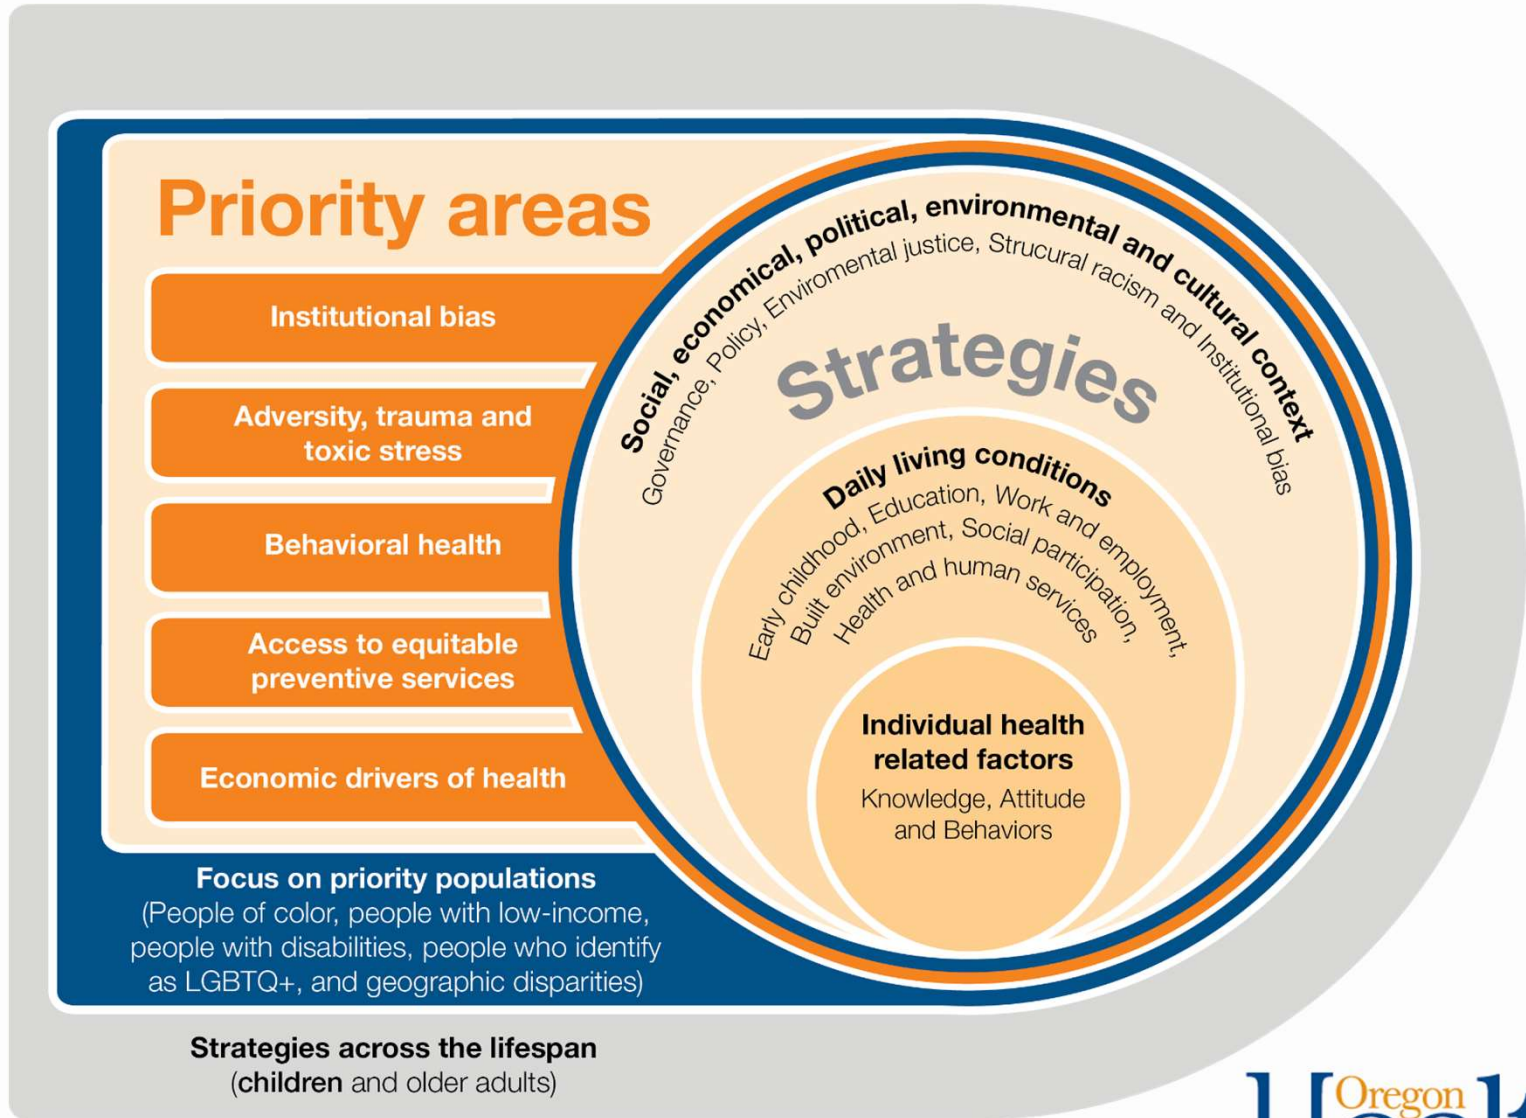 Priority areas
Institutional bias
Adversity, trauma and
toxic stress
Behavioral health
Access to equitable
preventive services
Economic drivers of health
Social, economical, political, environmental and cultural context
Governance, Policy, Enviromental justice, Strucural racism and Institutional bias
Strategies
Daily living conditions
Early childhood, Education, Work and employment,
Built environment, Social participation,
Health and human services
Individual health
related factors
Knowledge, Attitude
and Behaviors
Focus on priority populations
(People of color, people with low-income,
people with disabilities, people who identify
as LGBTQ+, and geographic disparities)
Strategies across the lifespan
(children and older adults)
Oregon